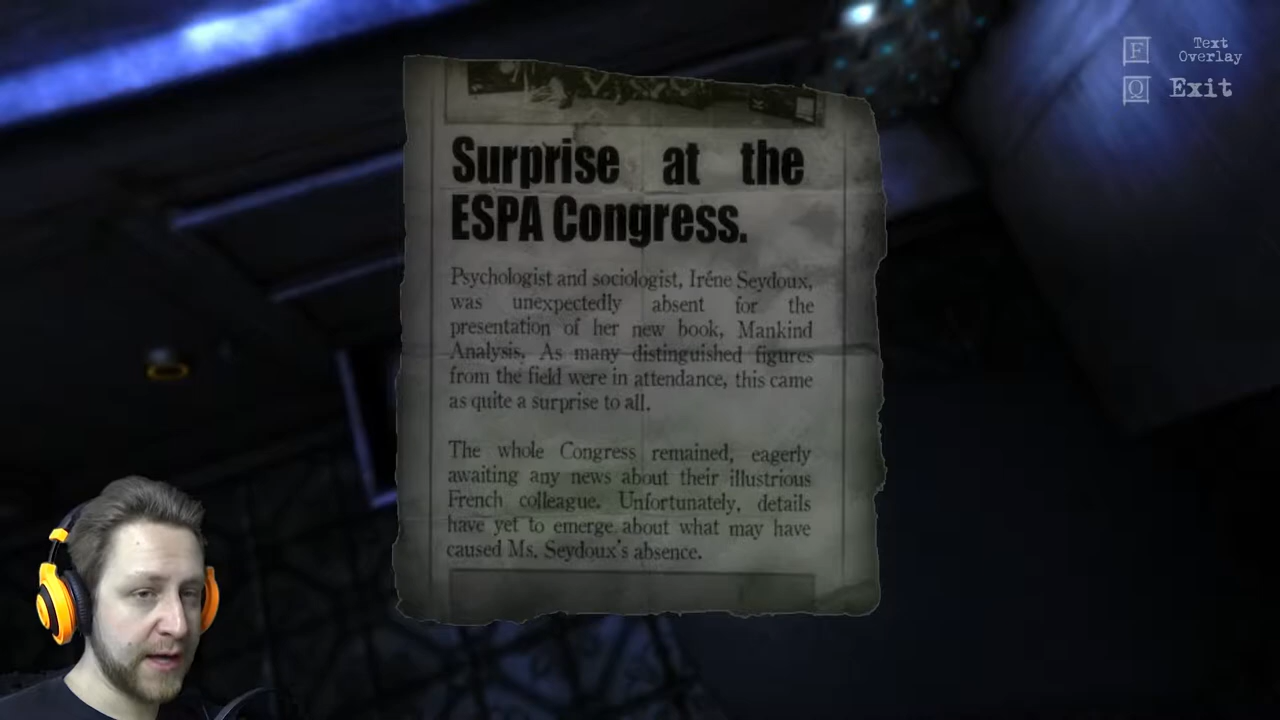 F Text
Overlay
Q Exit
Surprise at the
ESPA Congress.
Psychologist and sociologist, Iréne Seydoux,
was unexpectedly absent for the
presentation of her new book, Mankind
Analysis. As many distinguished figures
from the field were in attendance, this came
as quite a surprise to all.
The whole Congress remained, eagerly
awaiting any news about their illustrious
French colleague. Unfortunately, details
have yet to emerge about what may have
caused Ms. Seydoux's absence.